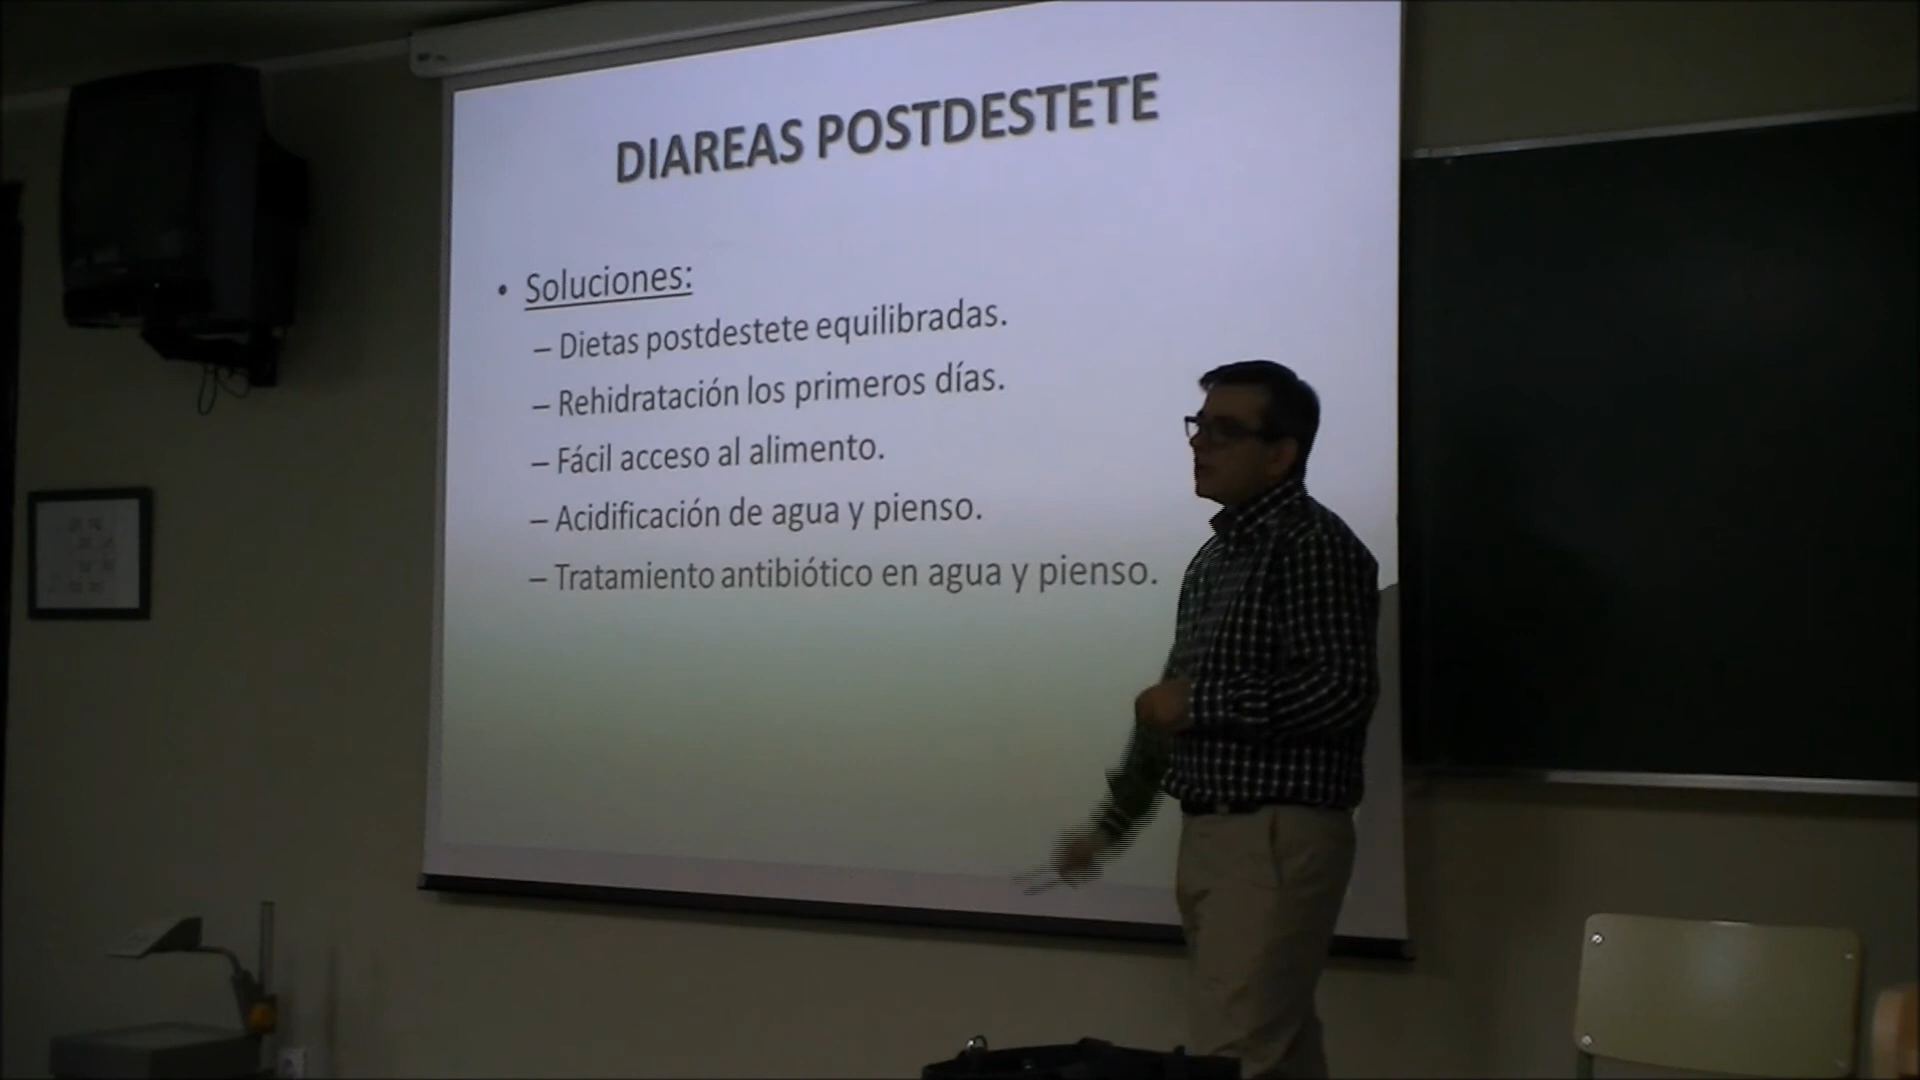 DIAREAS POSTDESTETE
• Soluciones:
– Dietas postdestete equilibradas.
– Rehidratación los primeros días.
– Fácil acceso al alimento.
– Acidificación de agua y pienso.
– Tratamiento antibiótico en agua y pienso.